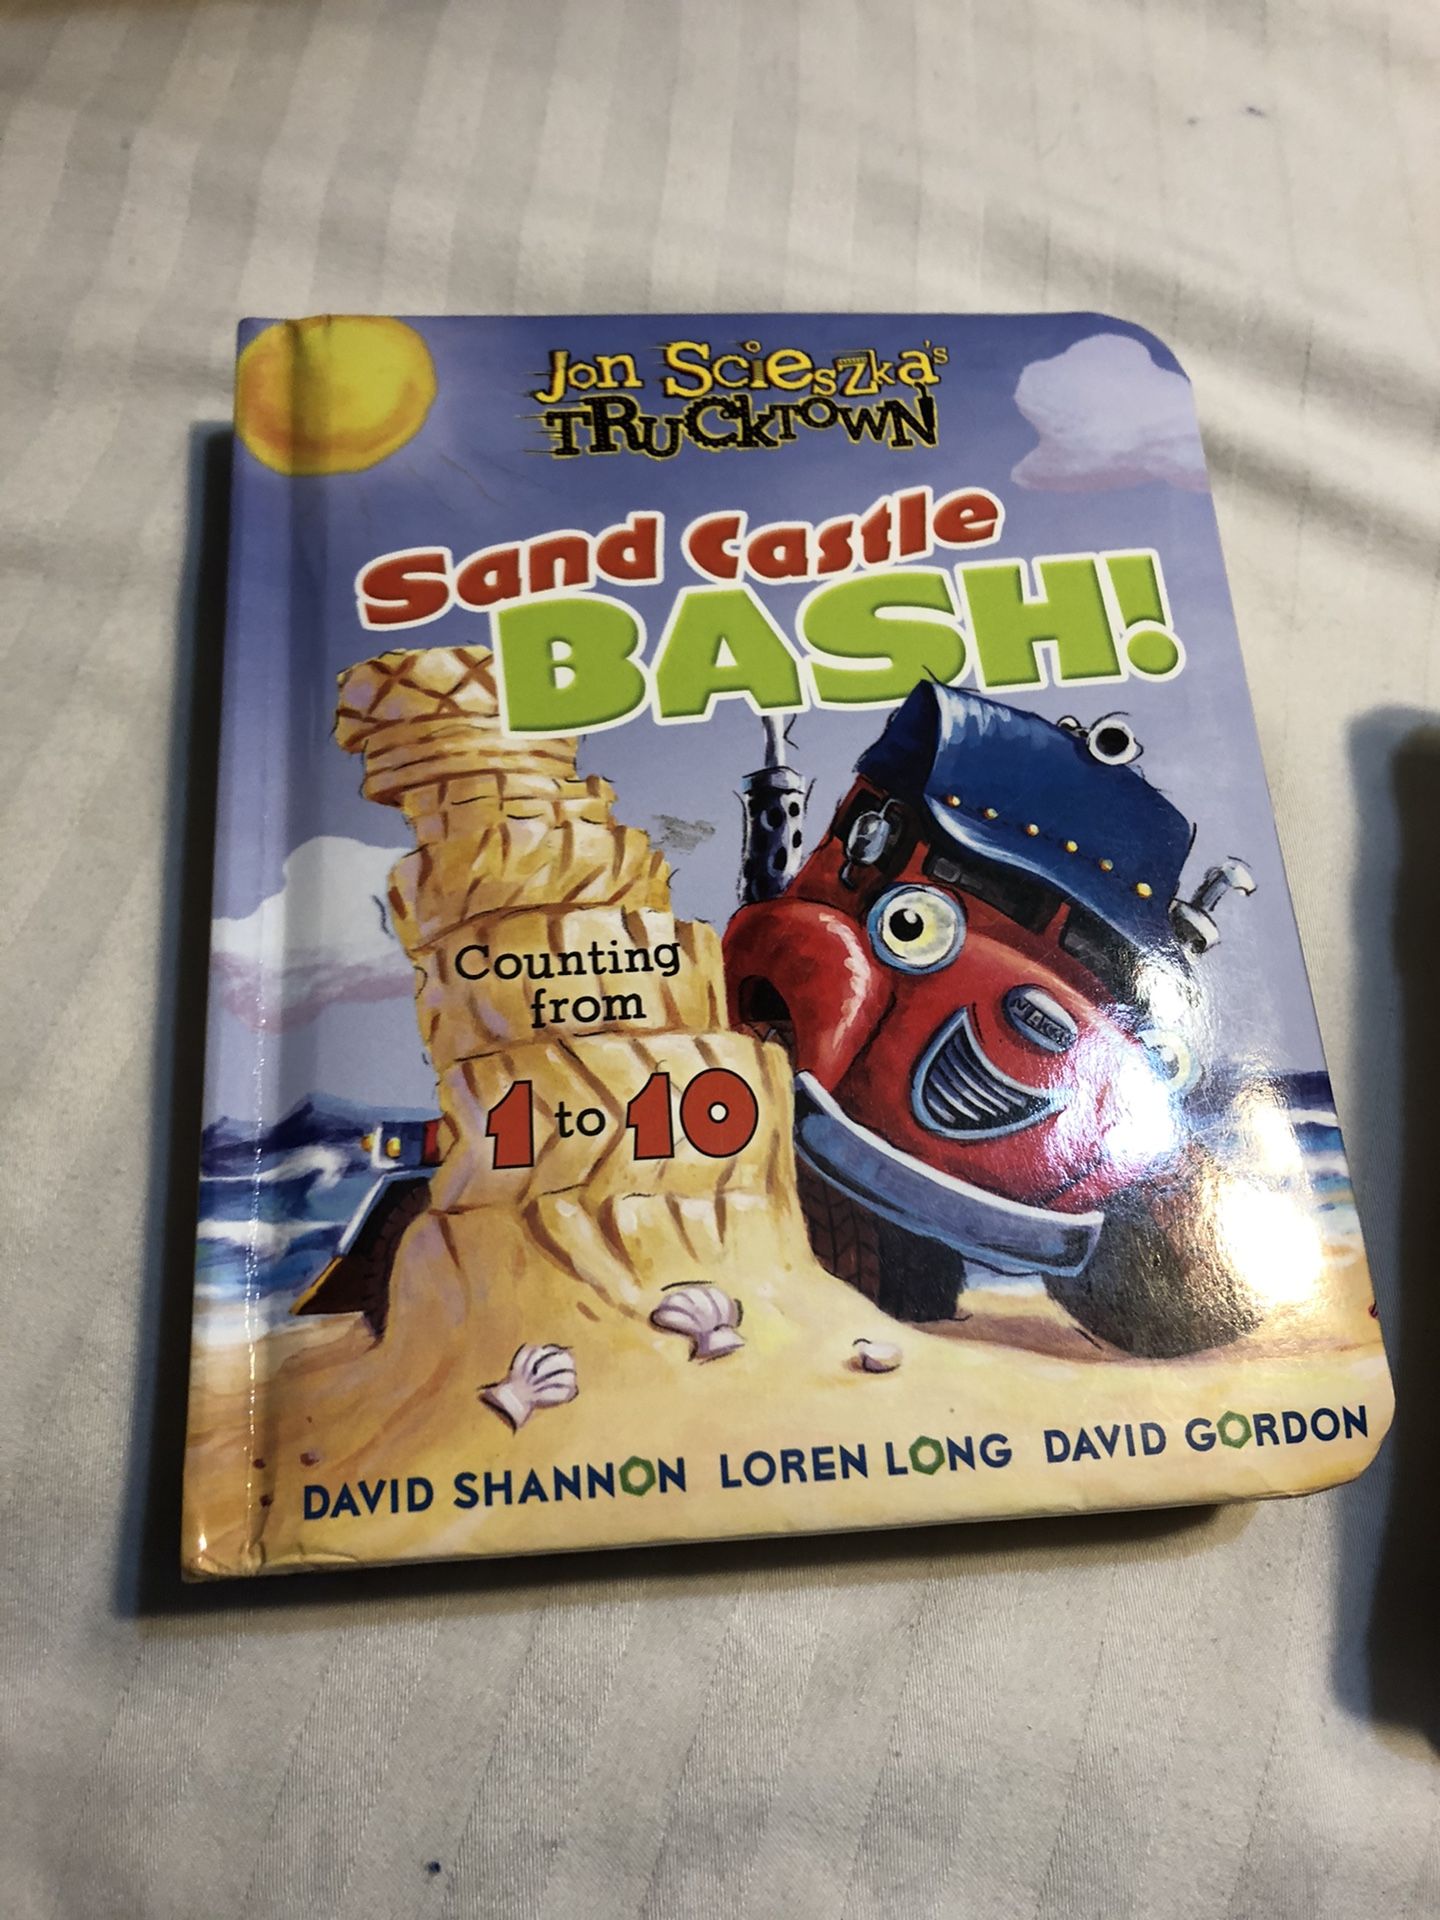 Jon Scieszka's
TRUCKTOWN
Sand Castle
BASH!
Counting
from
1 to 10
DAVID SHANNON LOREN LONG DAVID GORDON